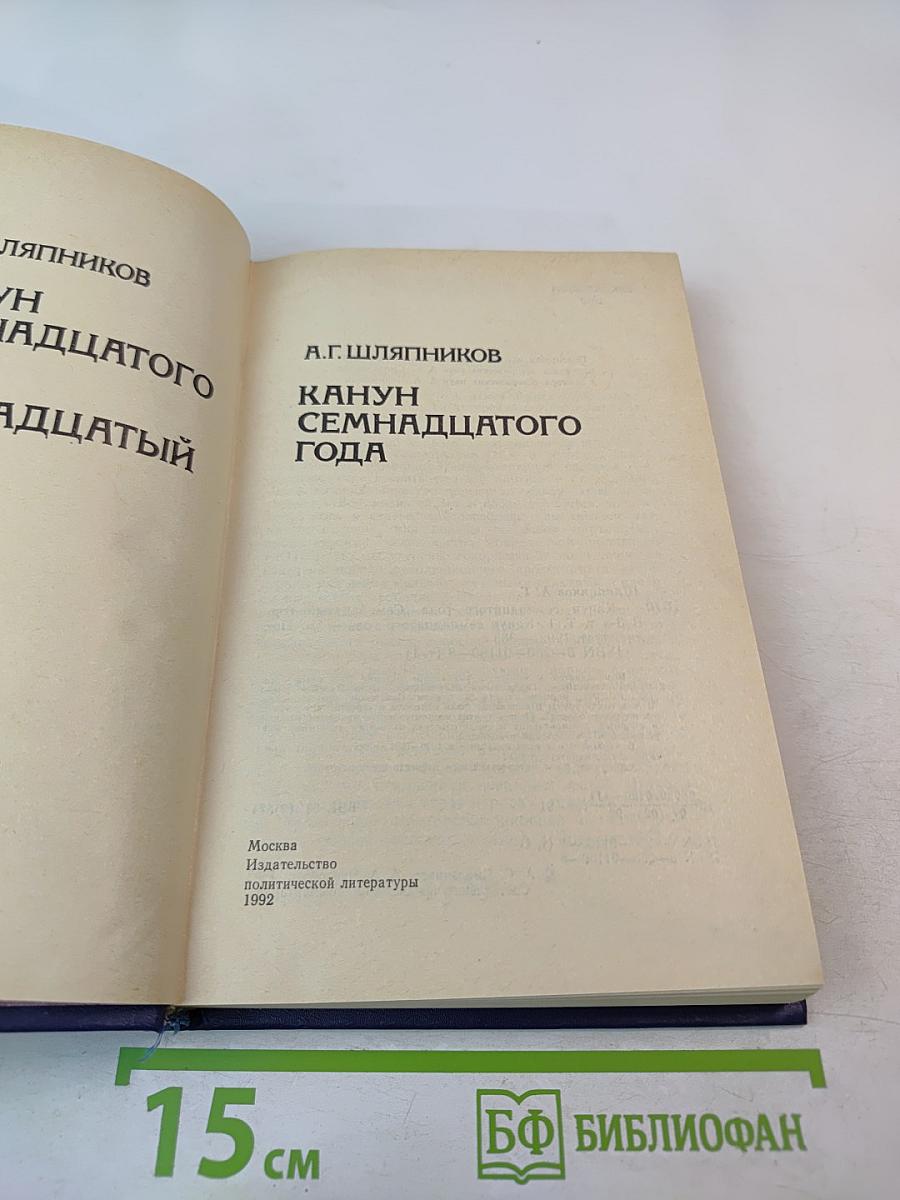 ЛЯПНИКОВ
УН
НАДЦАТОГО
АДЦАТЫЙ
А.Г. ШЛЯПНИКОВ
КАНУН
СЕМНАДЦАТОГО
ГОДА
Москва
Издательство
политической литературы
1992
15 см
БФ БИБЛИОФАН